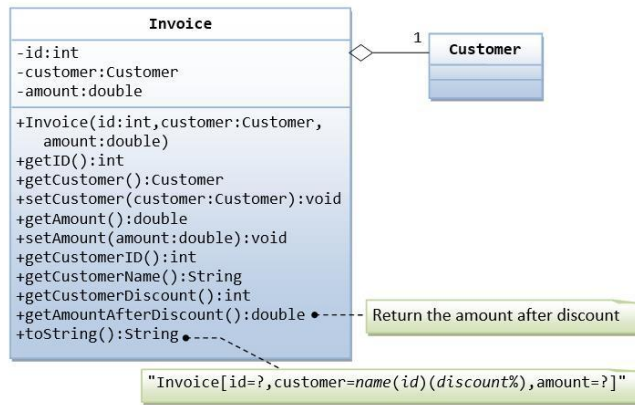 Invoice
-id:int
-customer:Customer
-amount:double
+Invoice(id:int,customer:Customer,
amount:double)
+getID():int
+getCustomer():Customer
+setCustomer(customer:Customer):void
+getAmount():double
+setAmount(amount:double):void
+getCustomerID():int
+getCustomerName():String
+getCustomerDiscount():int
+getAmountAfterDiscount():double
+toString():String
1
Customer
Return the amount after discount
"Invoice[id=?,customer=name(id)(discount%),amount=?]"